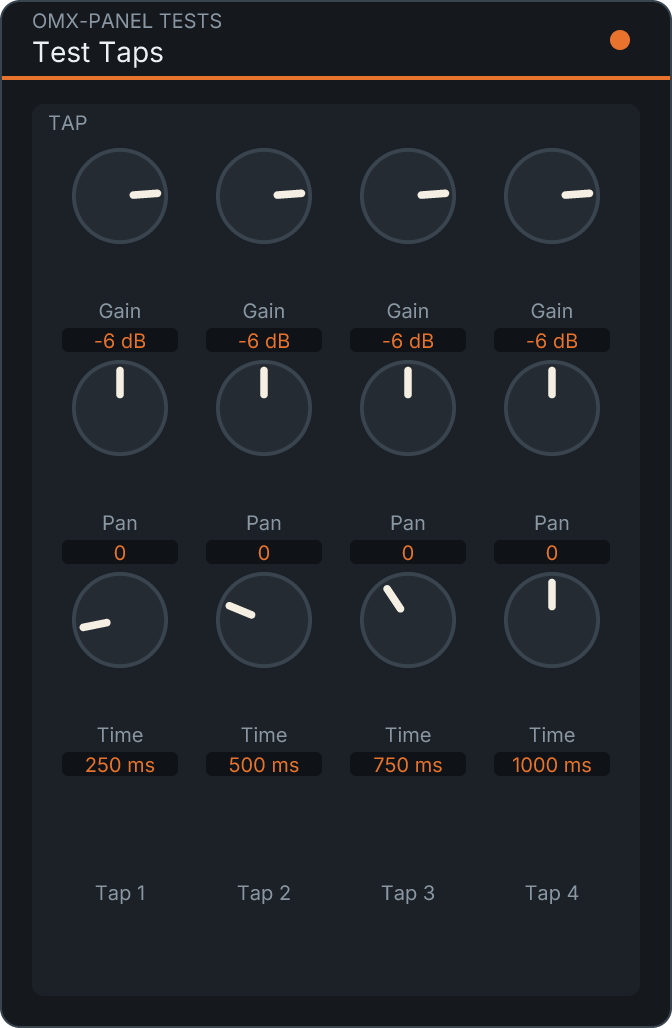 OMX-PANEL TESTS
Test Taps
TAP
Gain Gain Gain Gain
-6 dB -6 dB -6 dB -6 dB
Pan Pan Pan Pan
0 0 0 0
Time Time Time Time
250 ms 500 ms 750 ms 1000 ms
Tap 1 Tap 2 Tap 3 Tap 4